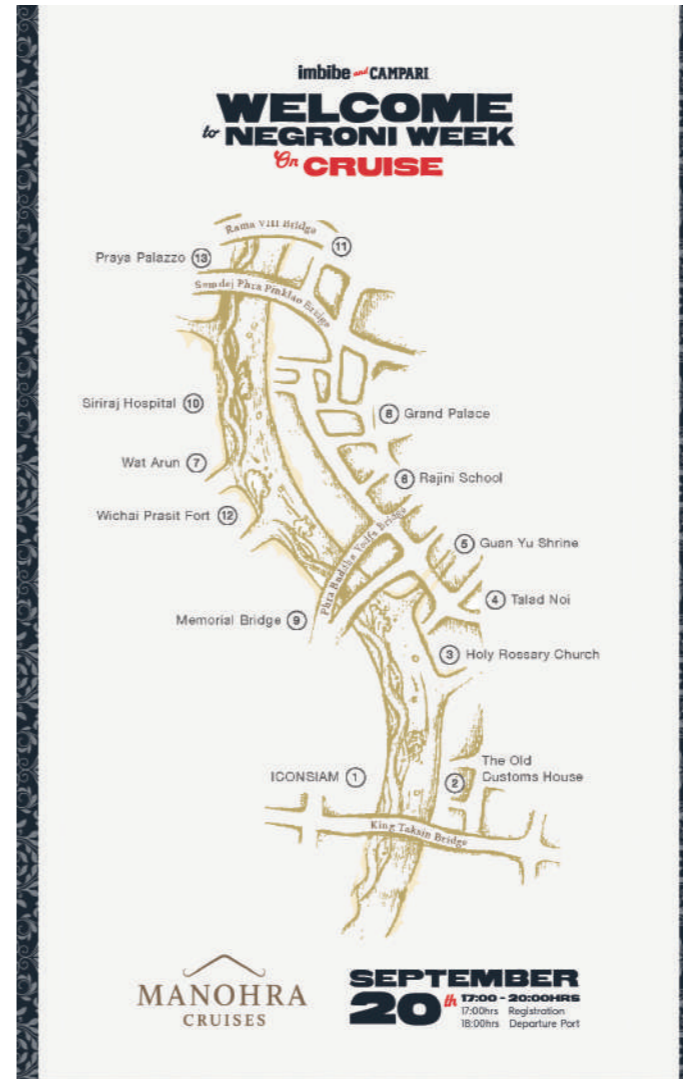 imbibe and CAMPARI
WELCOME
to NEGRONI WEEK
On CRUISE
Rama VIII Bridge
11
Praya Palazzo 13
Somdej Phra Pinklao Bridge
Siriraj Hospital 10
8 Grand Palace
Wat Arun 7
6 Rajini School
Wichai Prasit Fort 12
Phra Buddha Yodfa Bridge
5 Guan Yu Shrine
4 Talad Noi
Memorial Bridge 9
3 Holy Rossary Church
ICONSIAM 1
2 The Old
Customs House
King Taksin Bridge
MANOHRA
CRUISES
SEPTEMBER
20th 17:00 - 20:00HRS
17:00hrs Registration
18:00hrs Departure Port